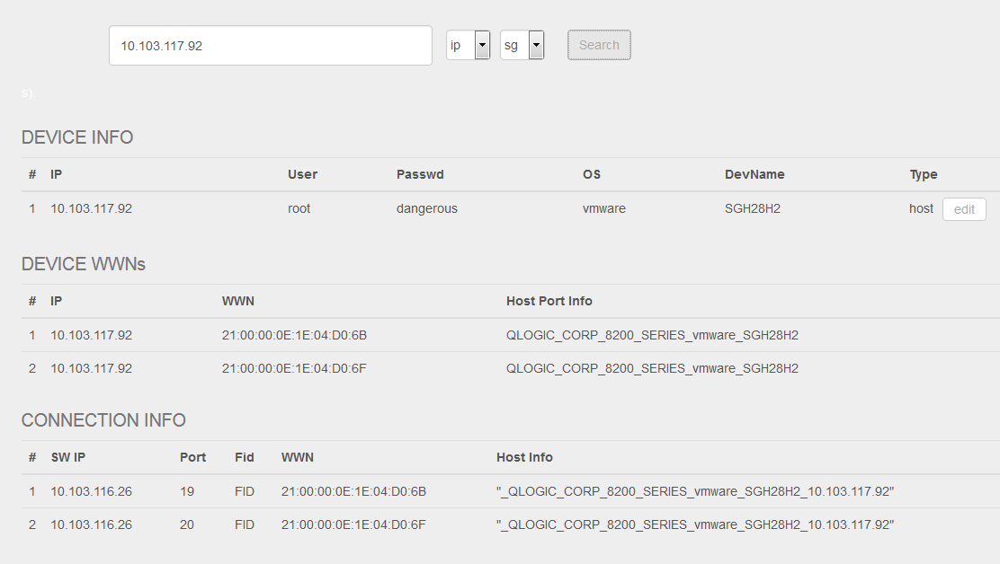 10.103.117.92 ip sg Search
s).
DEVICE INFO
# IP User Passwd OS DevName Type
1 10.103.117.92 root dangerous vmware SGH28H2 host edit
DEVICE WWNs
# IP WWN Host Port Info
1 10.103.117.92 21:00:00:0E:1E:04:D0:6B QLOGIC_CORP_8200_SERIES_vmware_SGH28H2
2 10.103.117.92 21:00:00:0E:1E:04:D0:6F QLOGIC_CORP_8200_SERIES_vmware_SGH28H2
CONNECTION INFO
# SW IP Port Fid WWN Host Info
1 10.103.116.26 19 FID 21:00:00:0E:1E:04:D0:6B "_QLOGIC_CORP_8200_SERIES_vmware_SGH28H2_10.103.117.92"
2 10.103.116.26 20 FID 21:00:00:0E:1E:04:D0:6F "_QLOGIC_CORP_8200_SERIES_vmware_SGH28H2_10.103.117.92"